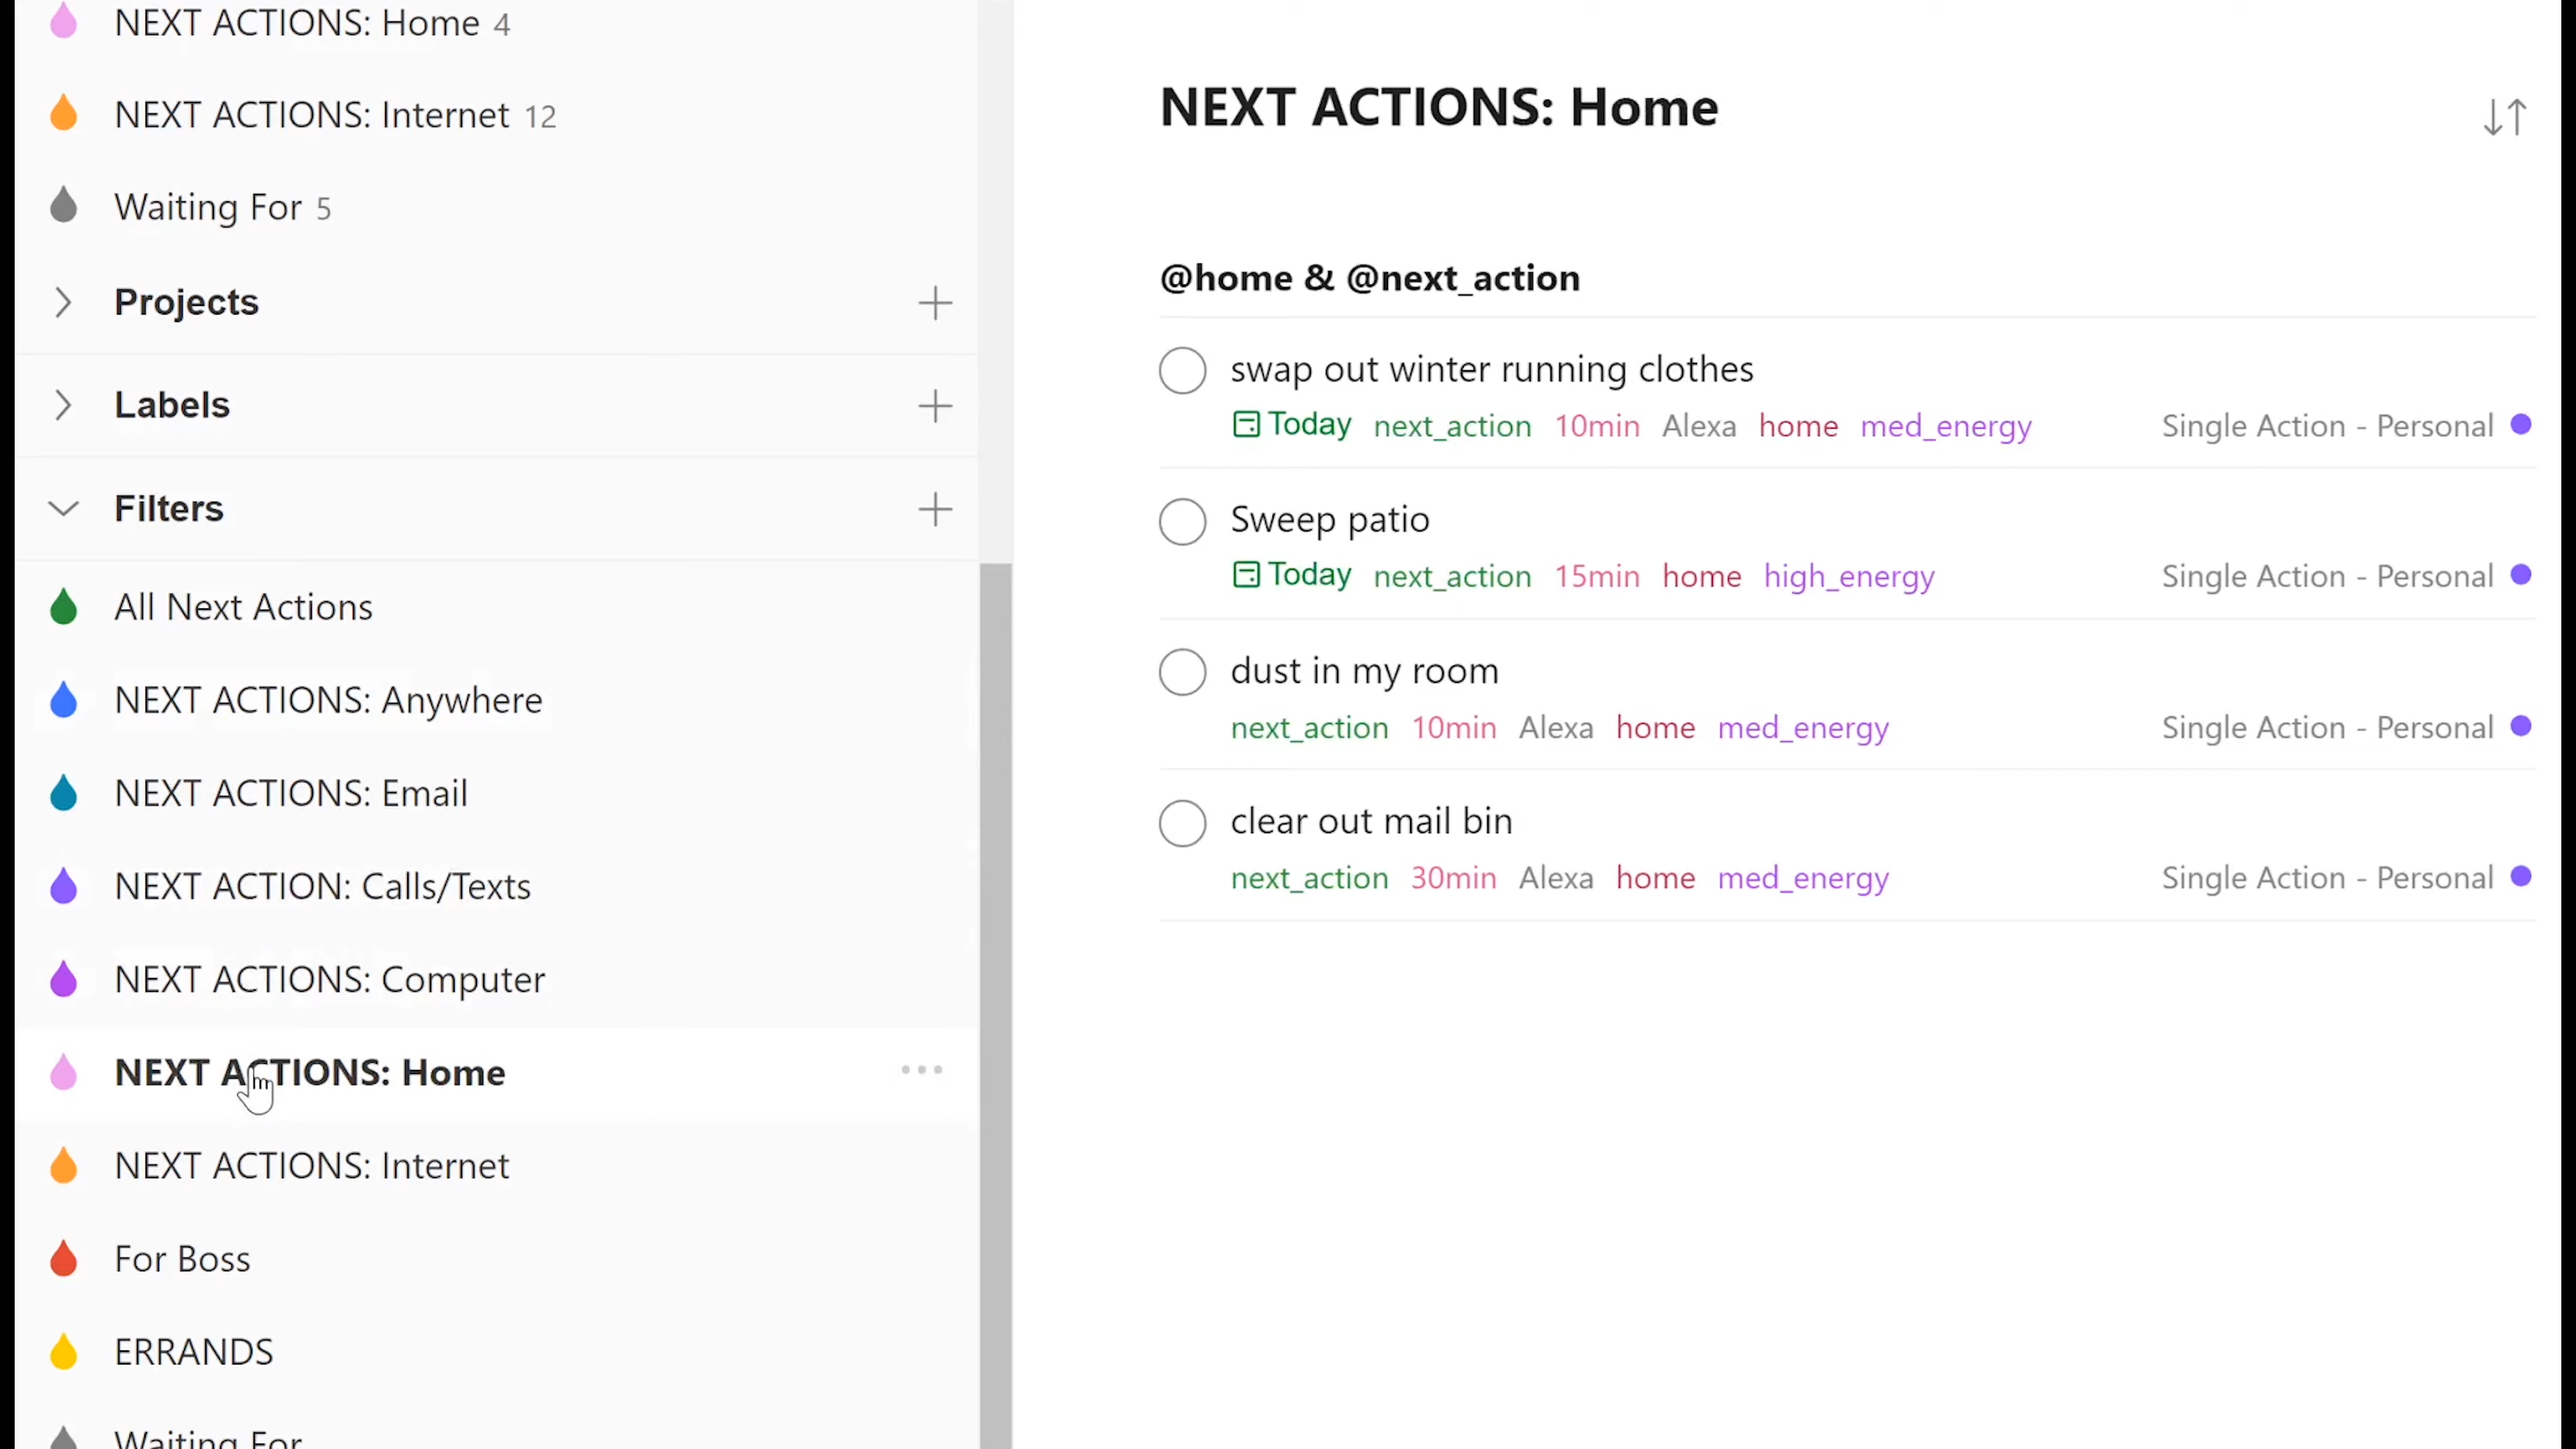 NEXT ACTIONS: Home 4
NEXT ACTIONS: Internet 12
Waiting For 5
Projects
Labels
Filters
All Next Actions
NEXT ACTIONS: Anywhere
NEXT ACTIONS: Email
NEXT ACTION: Calls/Texts
NEXT ACTIONS: Computer
NEXT ACTIONS: Home
NEXT ACTIONS: Internet
For Boss
ERRANDS
Waiting For
NEXT ACTIONS: Home
@home & @next_action
swap out winter running clothes
Today next_action 10min Alexa home med_energy Single Action - Personal
Sweep patio
Today next_action 15min home high_energy Single Action - Personal
dust in my room
next_action 10min Alexa home med_energy Single Action - Personal
clear out mail bin
next_action 30min Alexa home med_energy Single Action - Personal